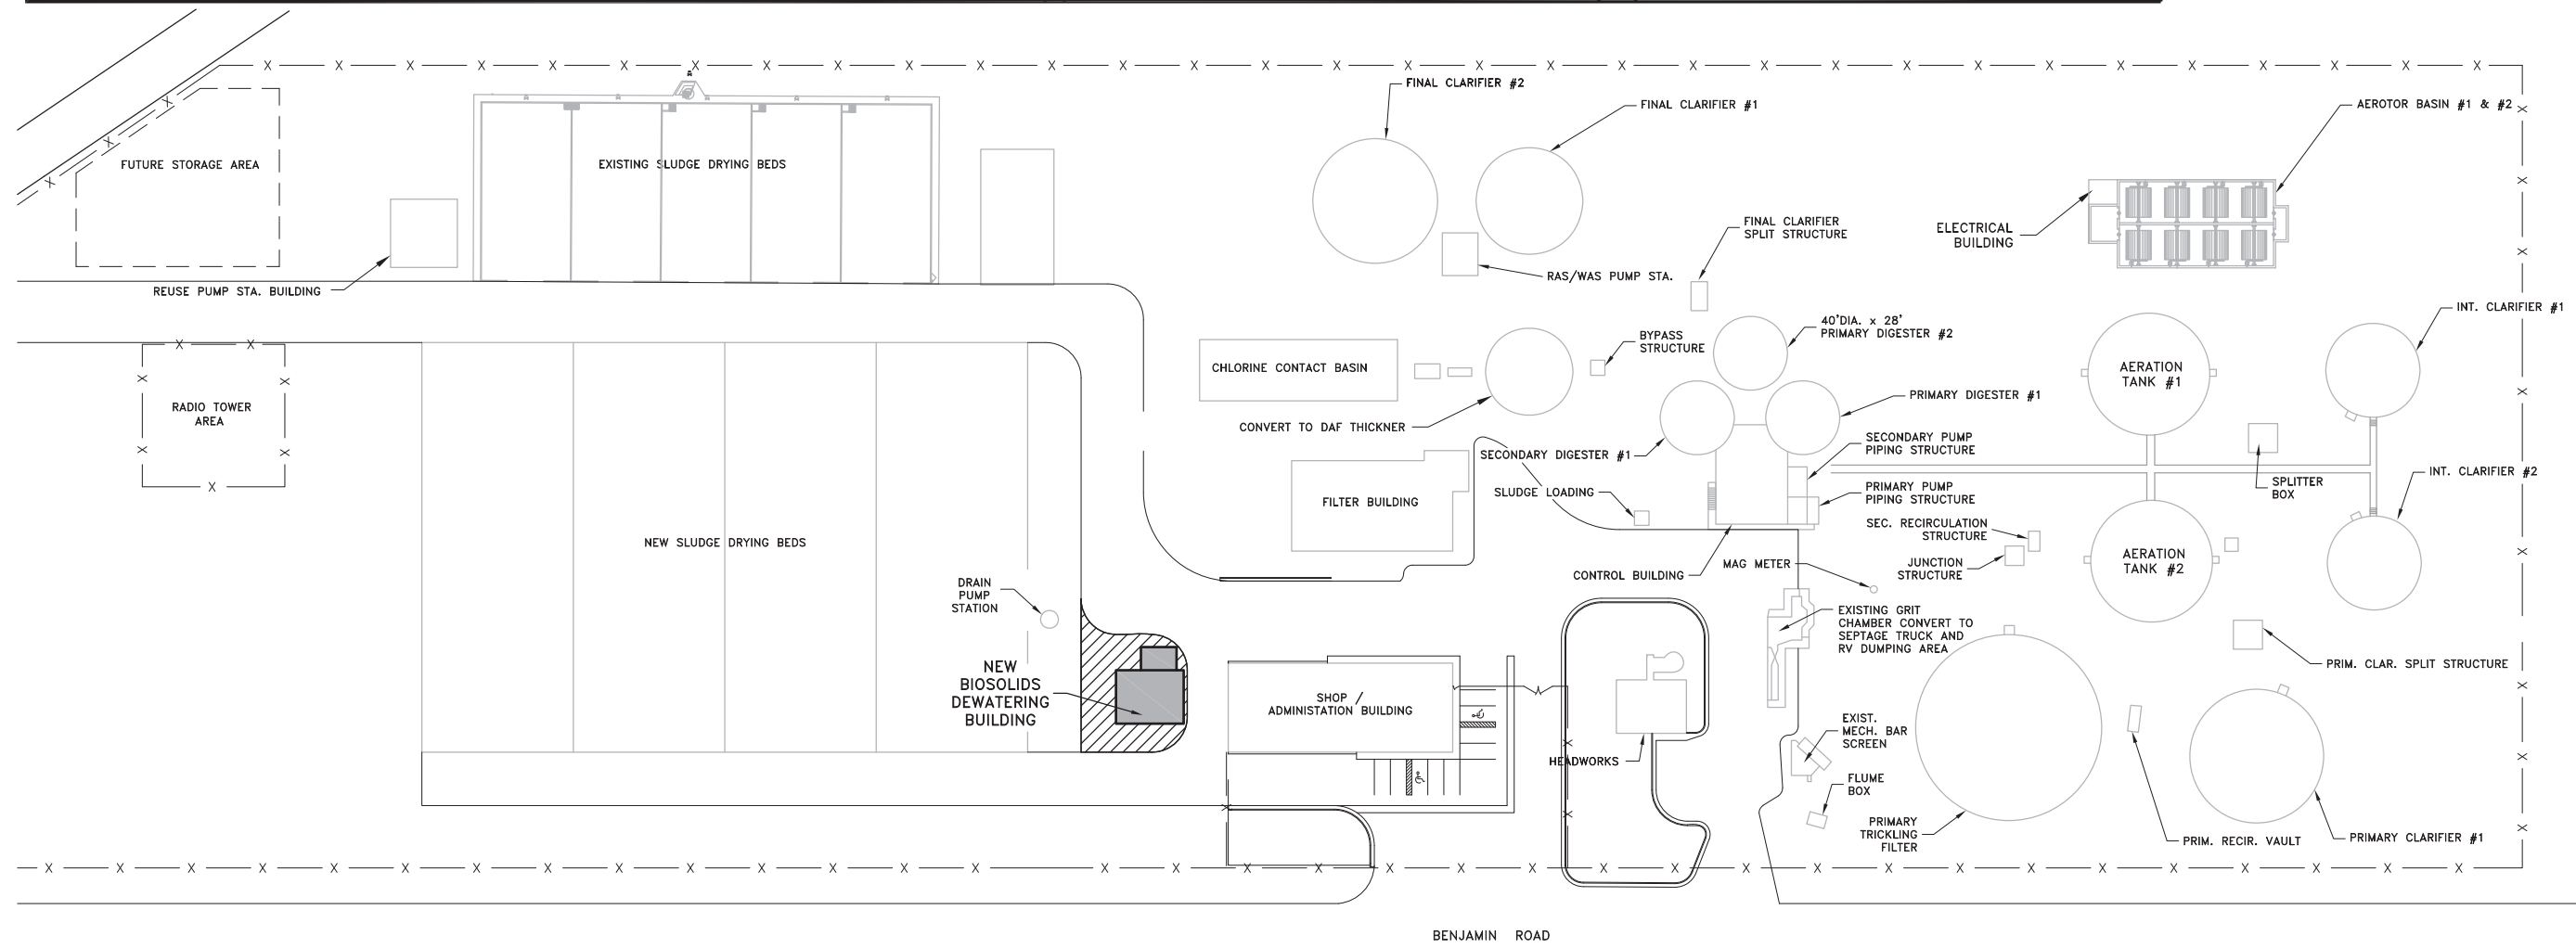 FINAL CLARIFIER #2
FINAL CLARIFIER #1
AEROTOR BASIN #1 & #2
FUTURE STORAGE AREA
EXISTING SLUDGE DRYING BEDS
FINAL CLARIFIER
SPLIT STRUCTURE
ELECTRICAL
BUILDING
RAS/WAS PUMP STA.
REUSE PUMP STA. BUILDING
INT. CLARIFIER #1
40'DIA. x 28'
PRIMARY DIGESTER #2
BYPASS
STRUCTURE
CHLORINE CONTACT BASIN
AERATION
TANK #1
RADIO TOWER
AREA
PRIMARY DIGESTER #1
CONVERT TO DAF THICKNER
SECONDARY PUMP
PIPING STRUCTURE
SECONDARY DIGESTER #1
INT. CLARIFIER #2
SPLITTER
BOX
SLUDGE LOADING
PRIMARY PUMP
PIPING STRUCTURE
FILTER BUILDING
SEC. RECIRCULATION
STRUCTURE
NEW SLUDGE DRYING BEDS
AERATION
TANK #2
MAG METER
JUNCTION
STRUCTURE
CONTROL BUILDING
DRAIN
PUMP
STATION
EXISTING GRIT
CHAMBER CONVERT TO
SEPTAGE TRUCK AND
RV DUMPING AREA
NEW
BIOSOLIDS
DEWATERING
BUILDING
PRIM. CLAR. SPLIT STRUCTURE
SHOP /
ADMINISTATION BUILDING
EXIST.
MECH. BAR
SCREEN
HEADWORKS
FLUME
BOX
PRIMARY
TRICKLING
FILTER
PRIM. RECIR. VAULT
PRIMARY CLARIFIER #1
BENJAMIN ROAD